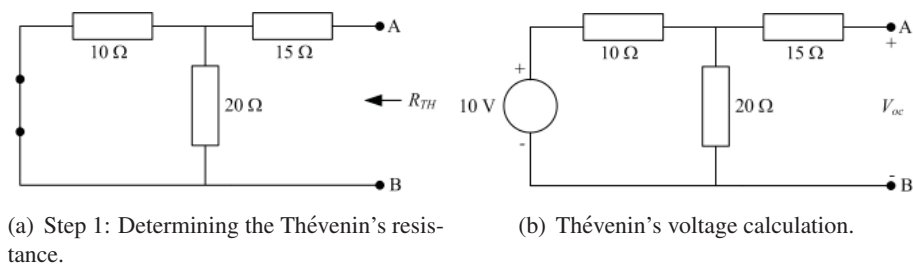 A
10 Ω
15 Ω
20 Ω
R_TH
B
A
+
10 Ω
15 Ω
+
10 V
20 Ω
V_oc
-
-
B
(a) Step 1: Determining the Thévenin's resis-
tance.
(b) Thévenin's voltage calculation.